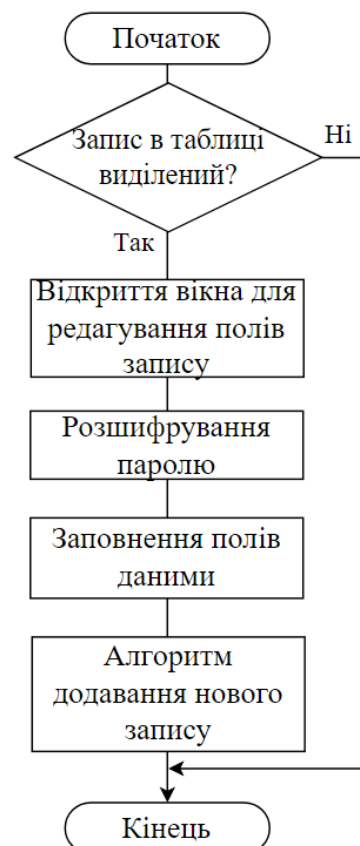 Початок
Запис в таблиці
виділений?
Ні
Так
Відкриття вікна для
редагування полів
запису
Розшифрування
паролю
Заповнення полів
даними
Алгоритм
додавання нового
запису
Кінець